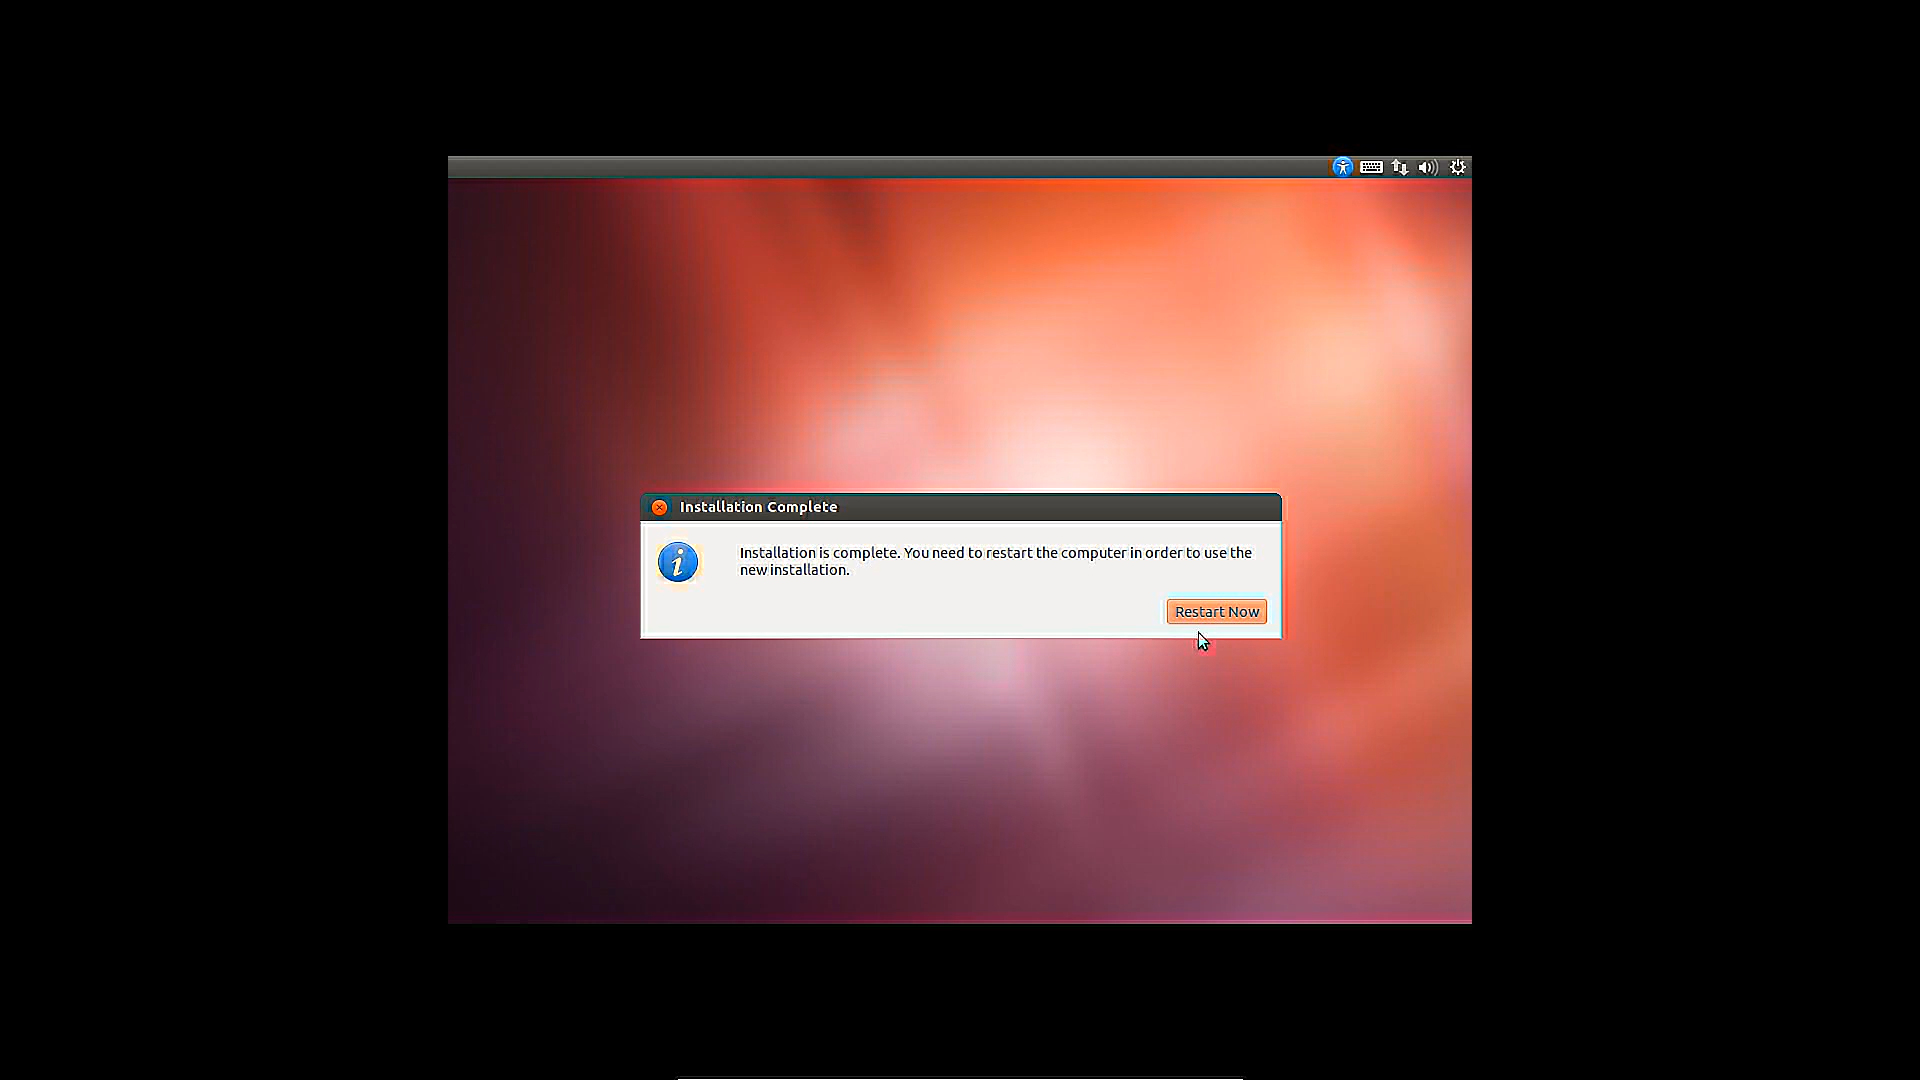 Installation Complete
Installation is complete. You need to restart the computer in order to use the
new installation.
Restart Now